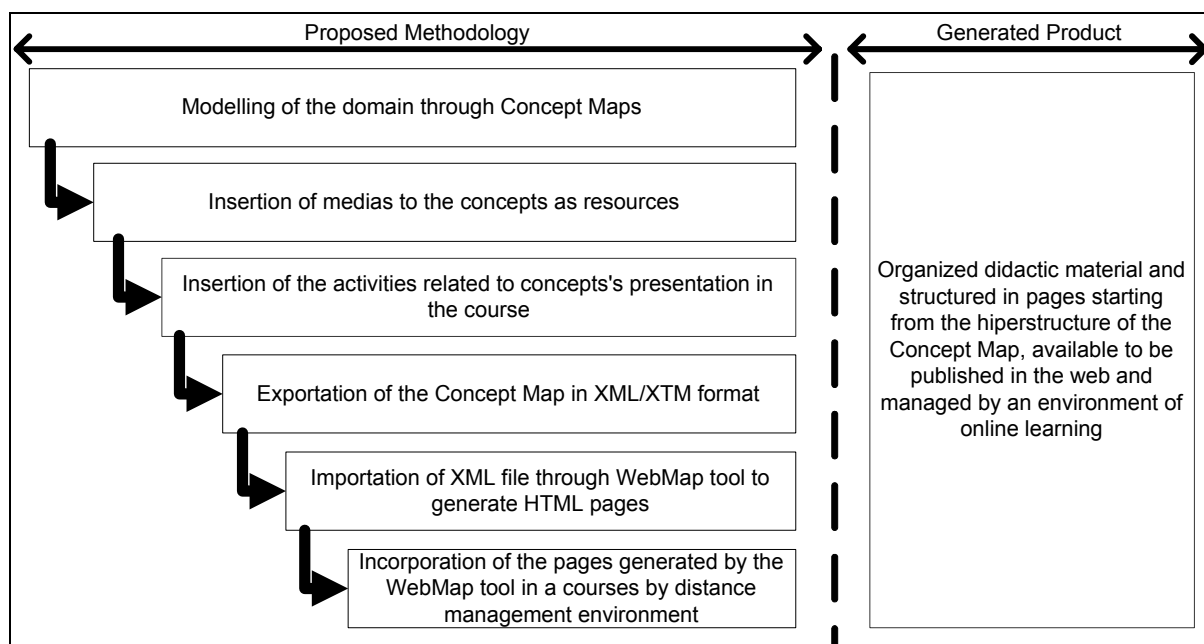 Proposed Methodology
Generated Product
Modelling of the domain through Concept Maps
Insertion of medias to the concepts as resources
Insertion of the activities related to concepts's presentation in
the course
Exportation of the Concept Map in XML/XTM format
Importation of XML file through WebMap tool to
generate HTML pages
Incorporation of the pages generated by the
WebMap tool in a courses by distance
management environment
Organized didactic material and
structured in pages starting
from the hiperstructure of the
Concept Map, available to be
published in the web and
managed by an environment of
online learning